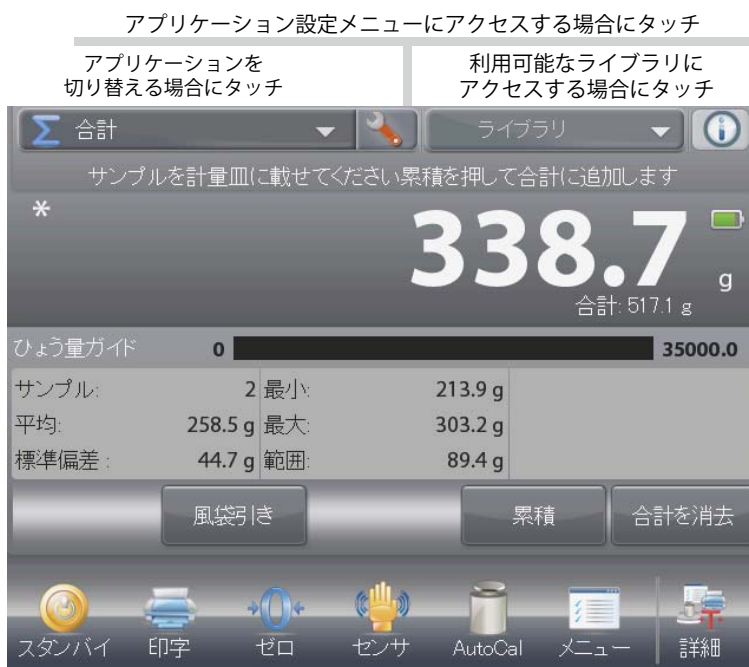 アプリケーション設定メニューにアクセスする場合にタッチ
アプリケーションを
切り替える場合にタッチ
利用可能なライブラリに
アクセスする場合にタッチ
合計
ライブラリ
サンプルを計量皿に載せてください累積を押して合計に追加します
*
338.7 g
合計: 517.1 g
ひょう量ガイド 0 35000.0
サンプル: 2 最小: 213.9 g
平均: 258.5 g 最大: 303.2 g
標準偏差 : 44.7 g 範囲: 89.4 g
風袋引き 累積 合計を消去
スタンバイ 印字 ゼロ センサ AutoCal メニュー 詳細